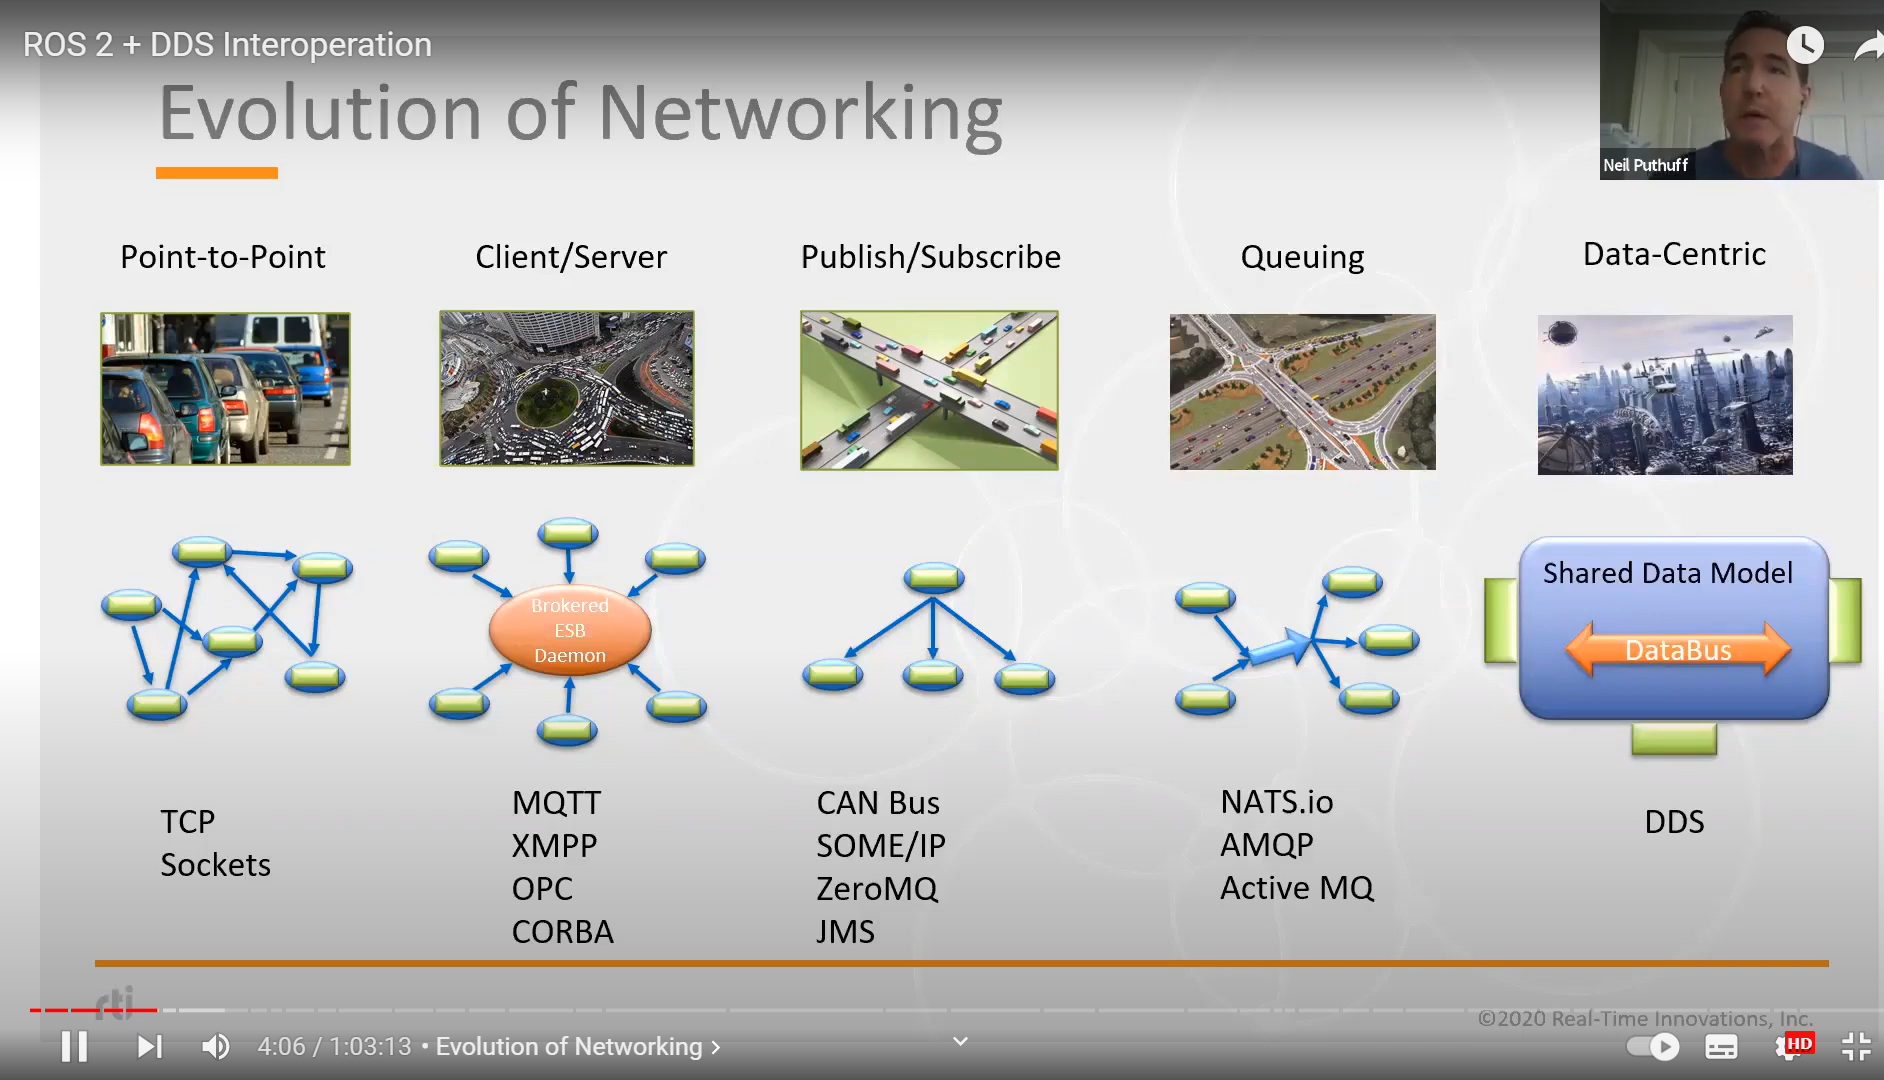 ROS 2 + DDS Interoperation
Evolution of Networking
Neil Puthuff
Point-to-Point
Client/Server
Publish/Subscribe
Queuing
Data-Centric
Brokered
ESB
Daemon
Shared Data Model
DataBus
TCP
Sockets
MQTT
XMPP
OPC
CORBA
CAN Bus
SOME/IP
ZeroMQ
JMS
NATS.io
AMQP
Active MQ
DDS
rti
©2020 Real-Time Innovations, Inc.
4:06 / 1:03:13 • Evolution of Networking >
HD